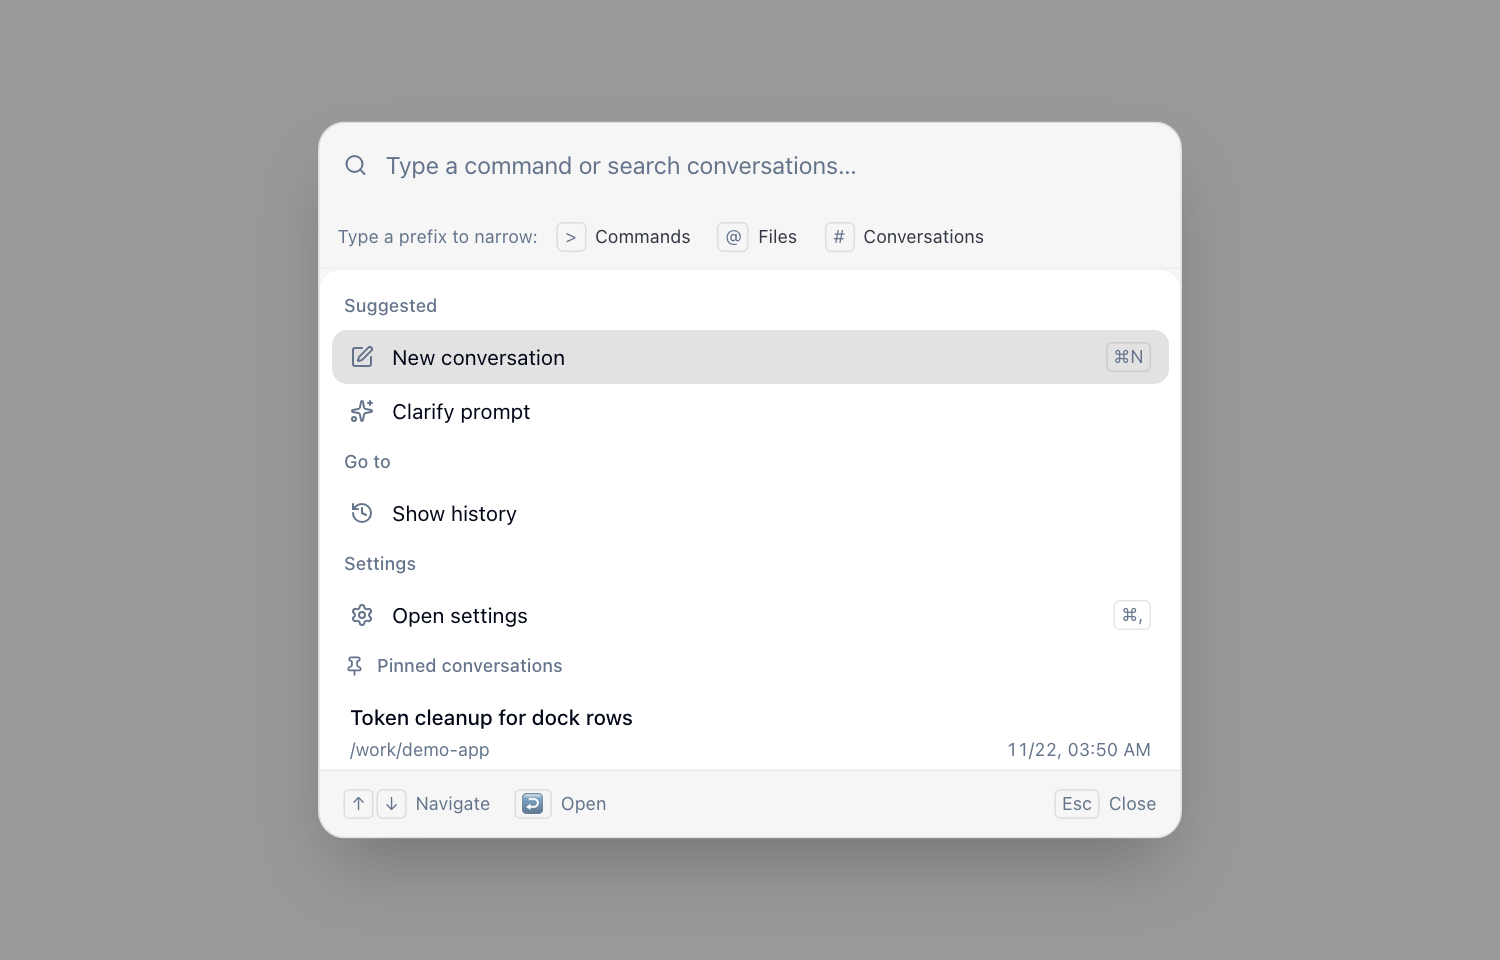 Type a command or search conversations...
Type a prefix to narrow: > Commands @ Files # Conversations
Suggested
New conversation ⌘N
Clarify prompt
Go to
Show history
Settings
Open settings ⌘,
Pinned conversations
Token cleanup for dock rows
/work/demo-app 11/22, 03:50 AM
↑ ↓ Navigate ↩ Open Esc Close